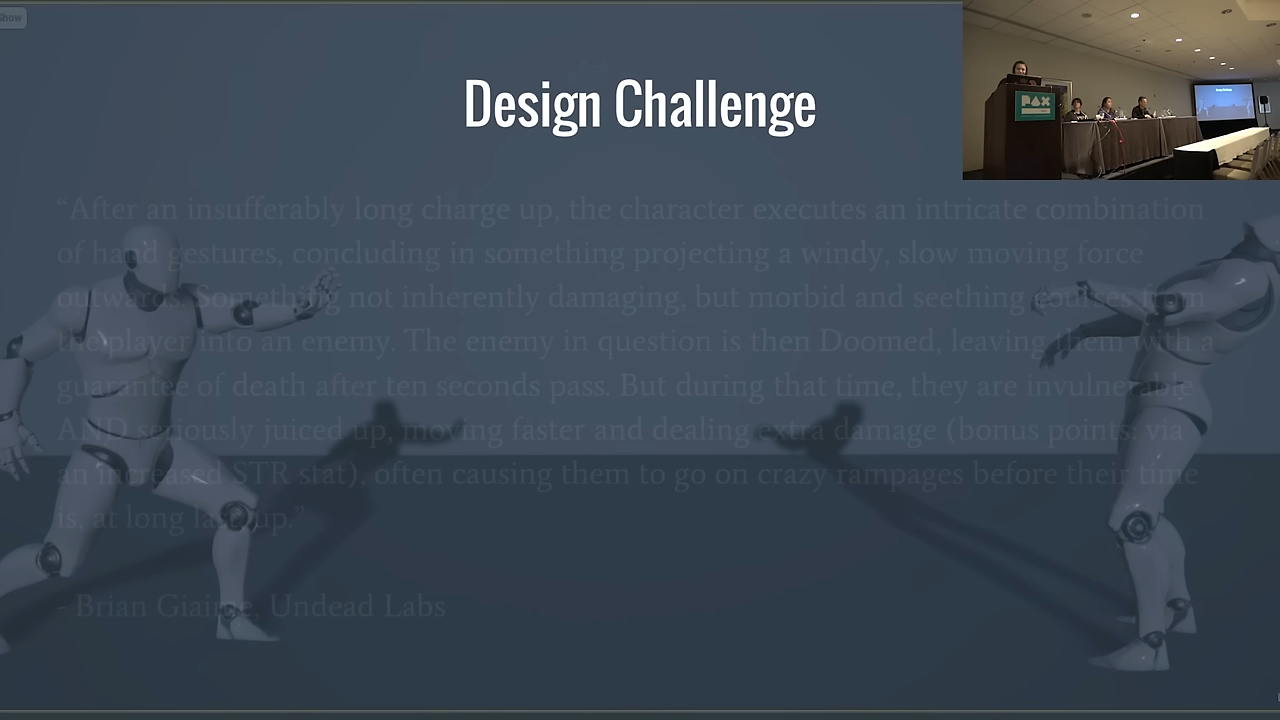 Show
Design Challenge
PAX
“After an insufferably long charge up, the character executes an intricate combination
of hand gestures, concluding in something projecting a windy, slow moving force
outward. Something not inherently damaging, but morbid and seething courses from
the player into an enemy. The enemy in question is then Doomed, leaving them with a
guarantee of death after ten seconds pass. But during that time, they are invulnerable
AND seriously juiced up, moving faster and dealing extra damage (bonus points: via
an increased STR stat), often causing them to go on crazy rampages before their time
is, at long last, up.”
- Brian Giaime, Undead Labs